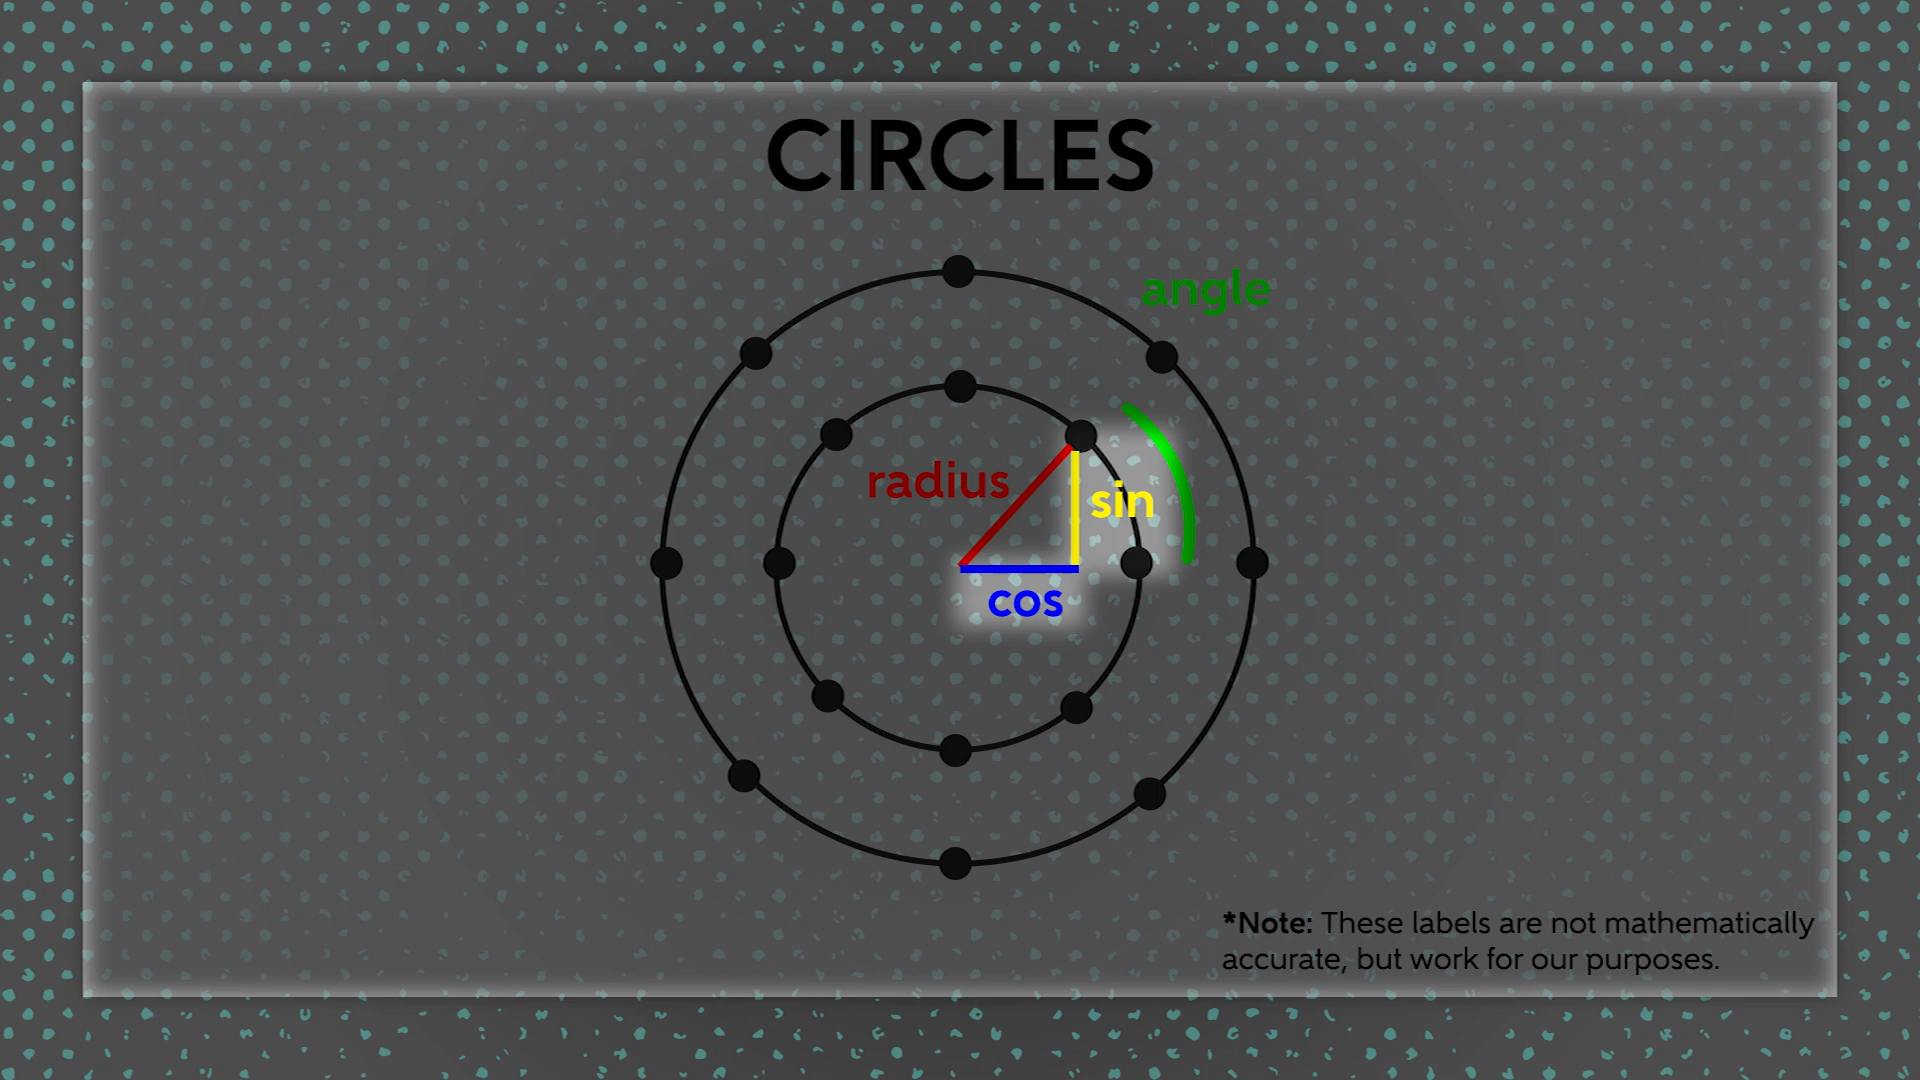 CIRCLES
angle
radius
sin
cos
*Note: These labels are not mathematically
accurate, but work for our purposes.